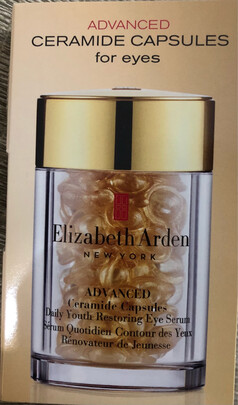 ADVANCED
CERAMIDE CAPSULES
for eyes
Elizabeth Arden
NEW YORK
ADVANCED
Ceramide Capsules
Daily Youth Restoring Eye Serum
Sérum Quotidien Contour des Yeux
Rénovateur de Jeunesse